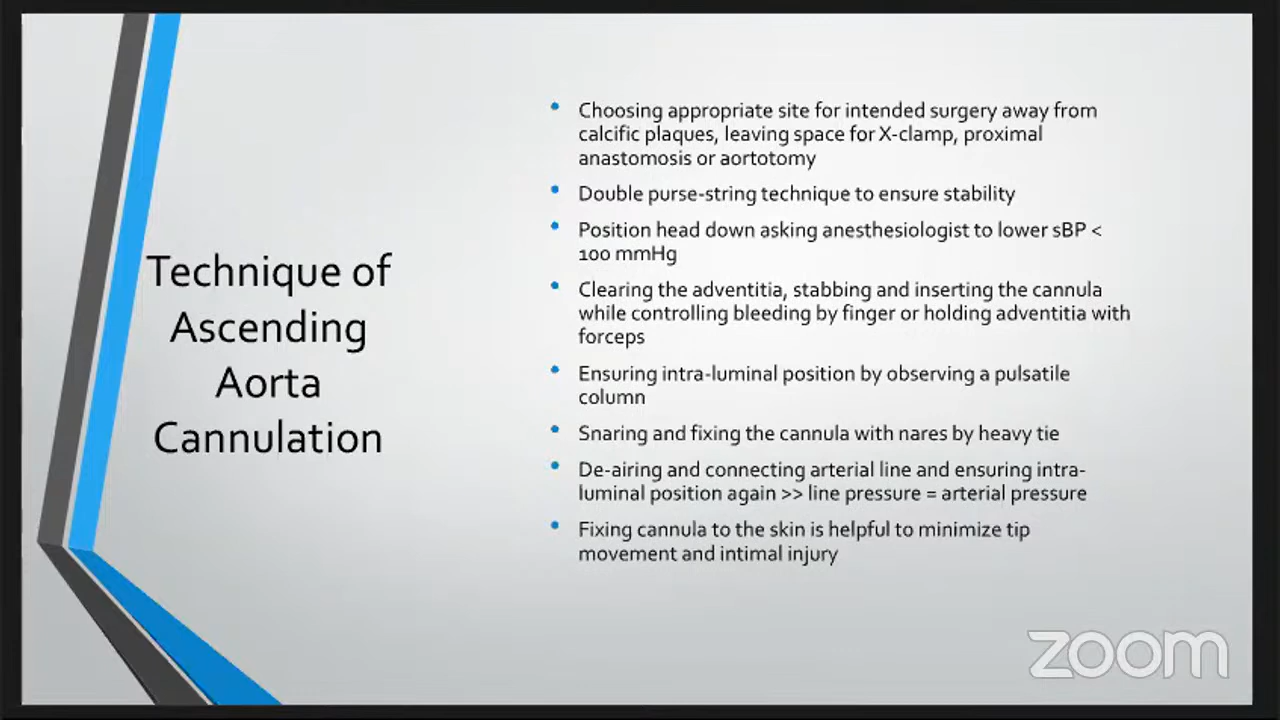 Technique of
Ascending
Aorta
Cannulation
• Choosing appropriate site for intended surgery away from
calcific plaques, leaving space for X-clamp, proximal
anastomosis or aortotomy
• Double purse-string technique to ensure stability
• Position head down asking anesthesiologist to lower sBP <
100 mmHg
• Clearing the adventitia, stabbing and inserting the cannula
while controlling bleeding by finger or holding adventitia with
forceps
• Ensuring intra-luminal position by observing a pulsatile
column
• Snaring and fixing the cannula with nares by heavy tie
• De-airing and connecting arterial line and ensuring intra-
luminal position again >> line pressure = arterial pressure
• Fixing cannula to the skin is helpful to minimize tip
movement and intimal injury
zoom